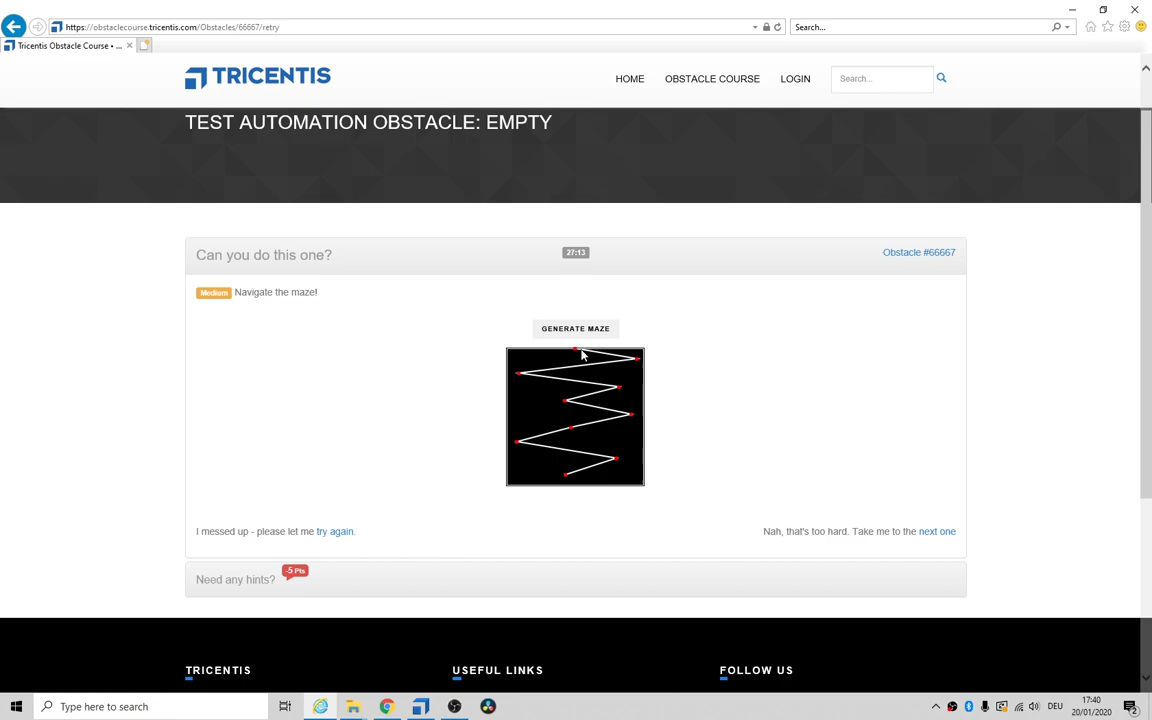 https://obstaclecourse.tricentis.com/Obstacles/66667/retry
Search...
Tricentis Obstacle Course • ...
TRICENTIS
HOME
OBSTACLE COURSE
LOGIN
Search...
TEST AUTOMATION OBSTACLE: EMPTY
Can you do this one?
27:13
Obstacle #66667
Medium Navigate the maze!
GENERATE MAZE
I messed up - please let me try again.
Nah, that's too hard. Take me to the next one
Need any hints?
-5 Pts
TRICENTIS
USEFUL LINKS
FOLLOW US
Type here to search
DEU
17:40
20/01/2020
2